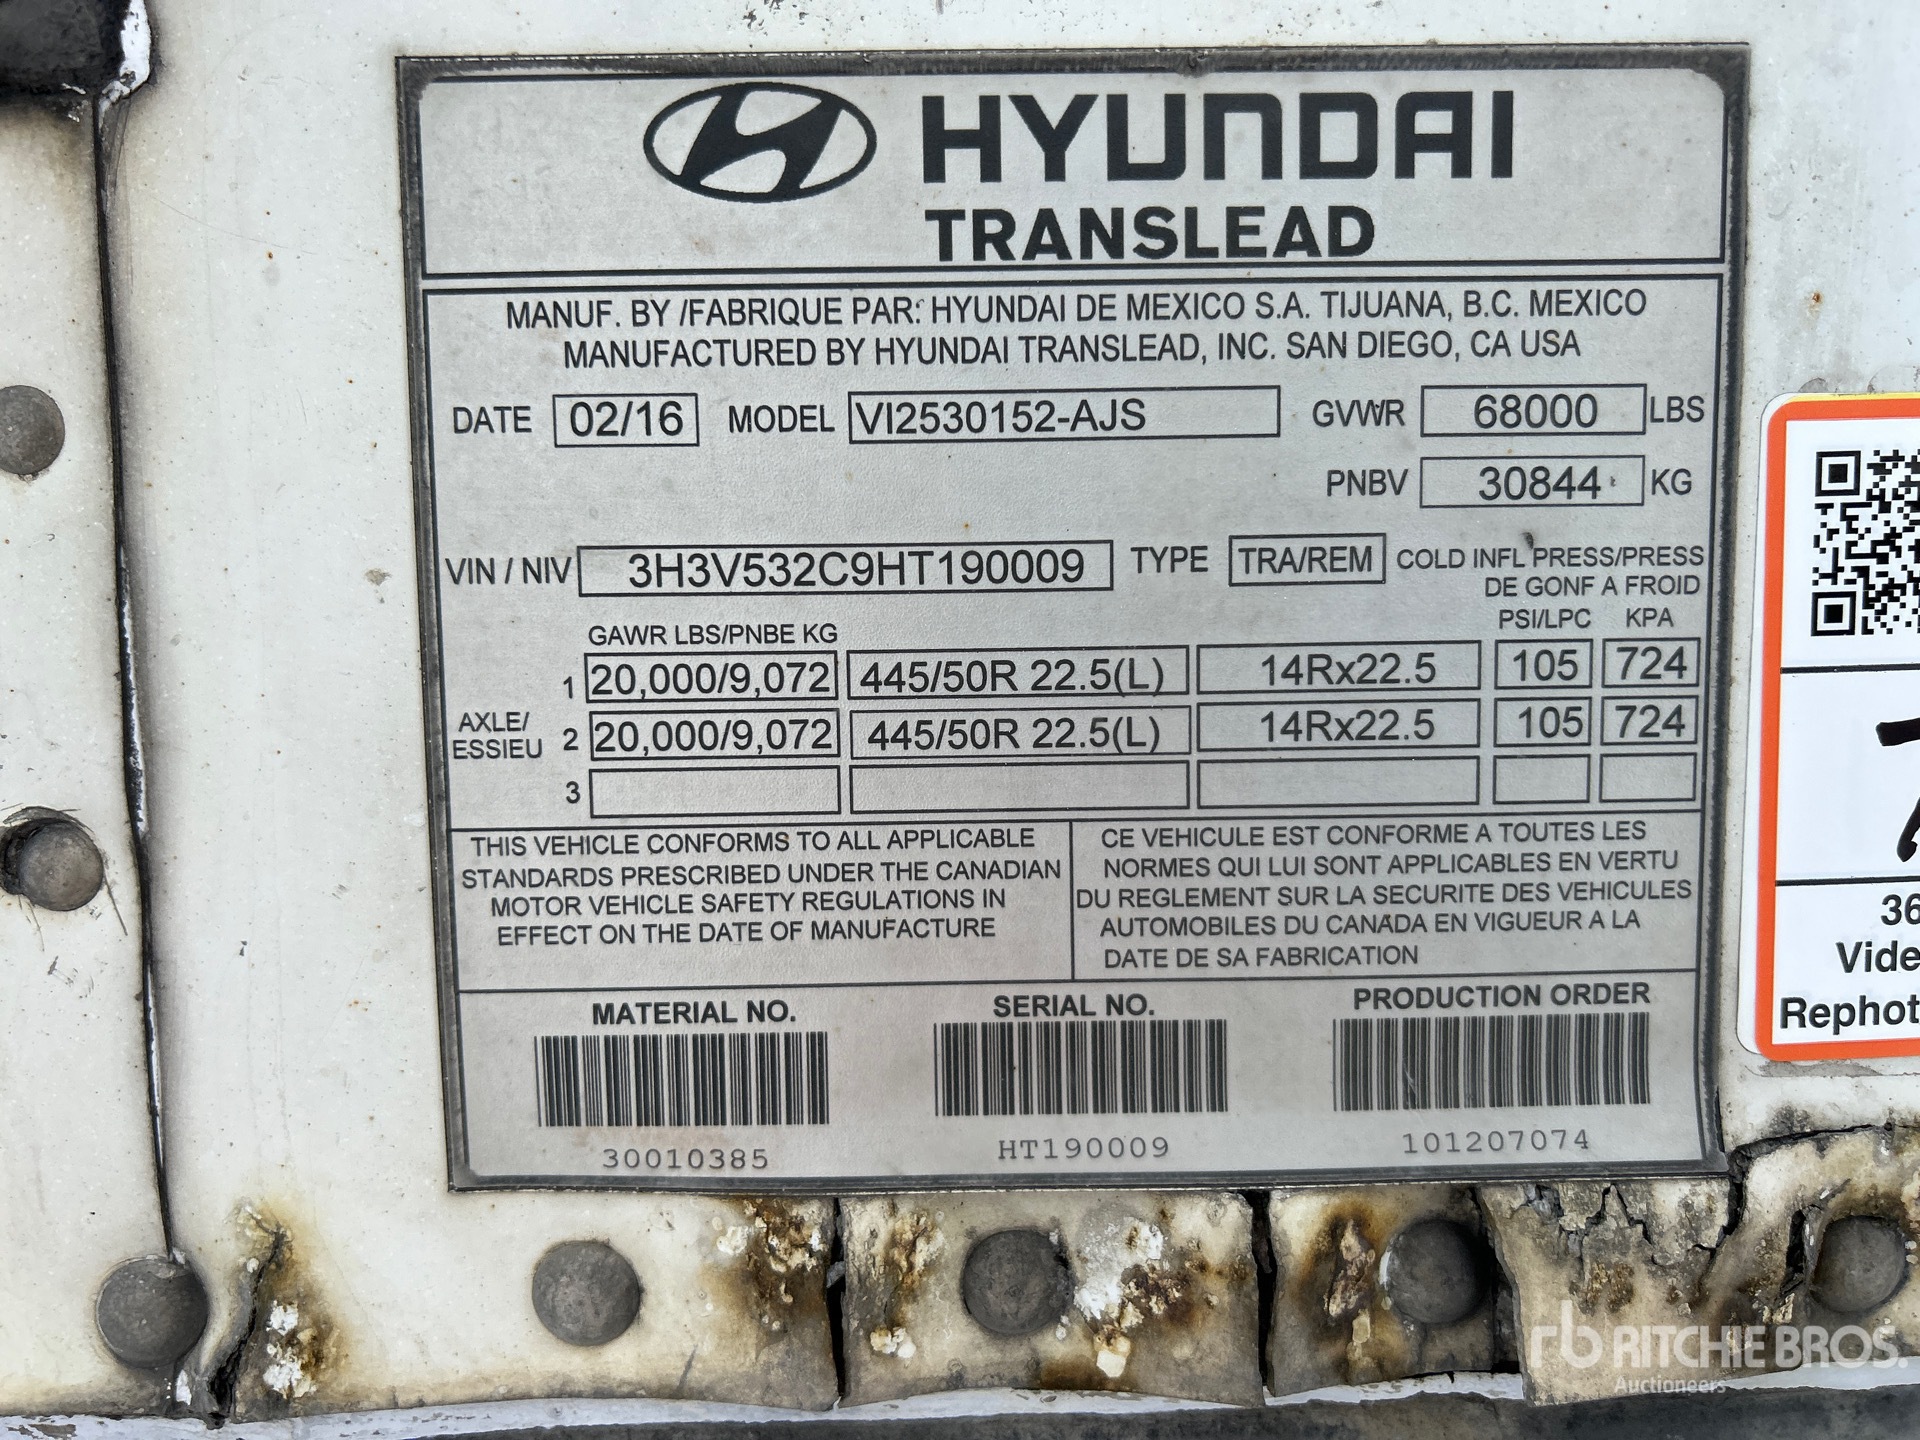 HYUNDAI
TRANSLEAD
MANUF. BY /FABRIQUE PAR: HYUNDAI DE MEXICO S.A. TIJUANA, B.C. MEXICO
MANUFACTURED BY HYUNDAI TRANSLEAD, INC. SAN DIEGO, CA USA
DATE 02/16 MODEL VI2530152-AJS GVWR 68000 LBS
PNBV 30844 KG
VIN / NIV 3H3V532C9HT190009 TYPE TRA/REM COLD INFL PRESS/PRESS
DE GONF A FROID
GAWR LBS/PNBE KG PSI/LPC KPA
1 20,000/9,072 445/50R 22.5(L) 14Rx22.5 105 724
AXLE/
ESSIEU 2 20,000/9,072 445/50R 22.5(L) 14Rx22.5 105 724
3
THIS VEHICLE CONFORMS TO ALL APPLICABLE
STANDARDS PRESCRIBED UNDER THE CANADIAN
MOTOR VEHICLE SAFETY REGULATIONS IN
EFFECT ON THE DATE OF MANUFACTURE
CE VEHICULE EST CONFORME A TOUTES LES
NORMES QUI LUI SONT APPLICABLES EN VERTU
DU REGLEMENT SUR LA SECURITE DES VEHICULES
AUTOMOBILES DU CANADA EN VIGUEUR A LA
DATE DE SA FABRICATION
MATERIAL NO. SERIAL NO. PRODUCTION ORDER
30010385 HT190009 101207074
36
Vide
Rephot
rb RITCHIE BROS.
Auctioneers